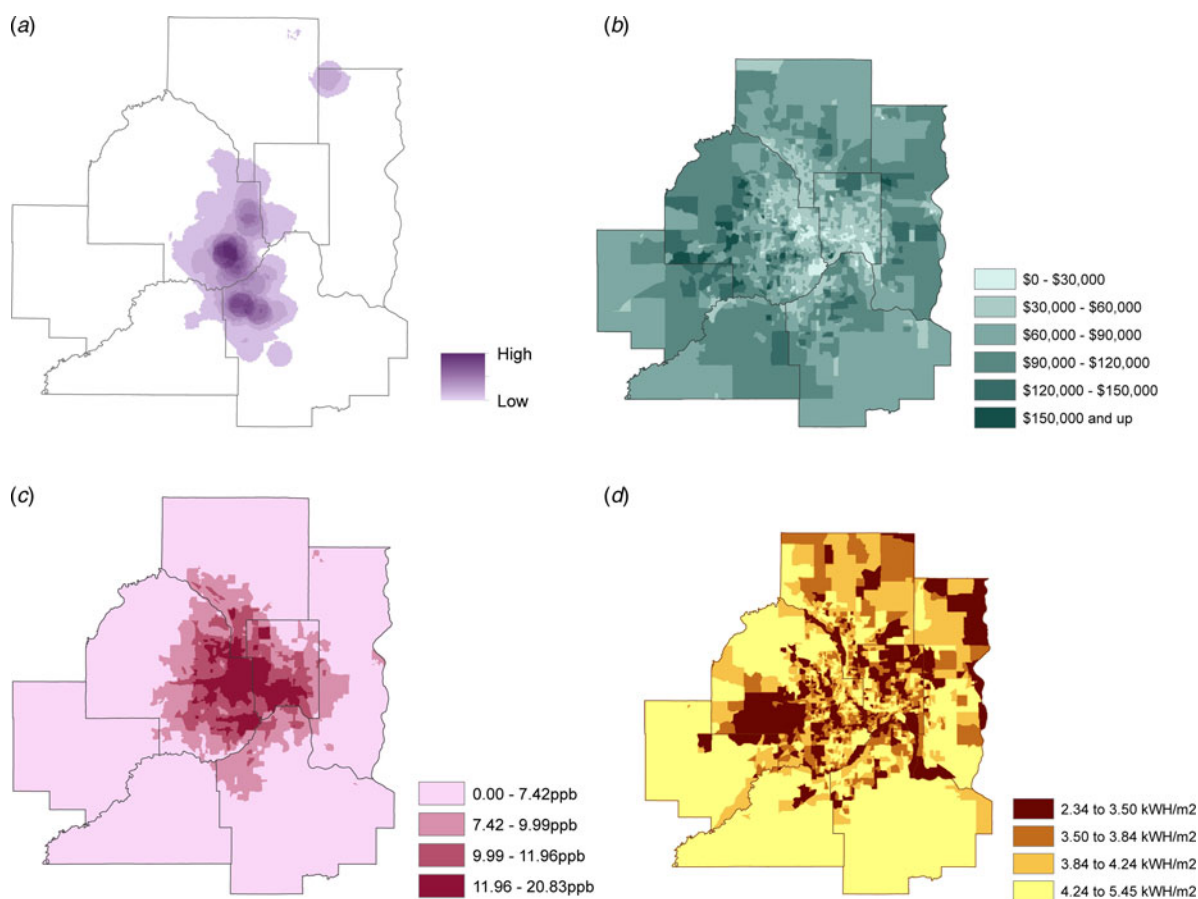 (a)
High
Low
(b)
$0 - $30,000
$30,000 - $60,000
$60,000 - $90,000
$90,000 - $120,000
$120,000 - $150,000
$150,000 and up
(c)
0.00 - 7.42ppb
7.42 - 9.99ppb
9.99 - 11.96ppb
11.96 - 20.83ppb
(d)
2.34 to 3.50 kWH/m2
3.50 to 3.84 kWH/m2
3.84 to 4.24 kWH/m2
4.24 to 5.45 kWH/m2